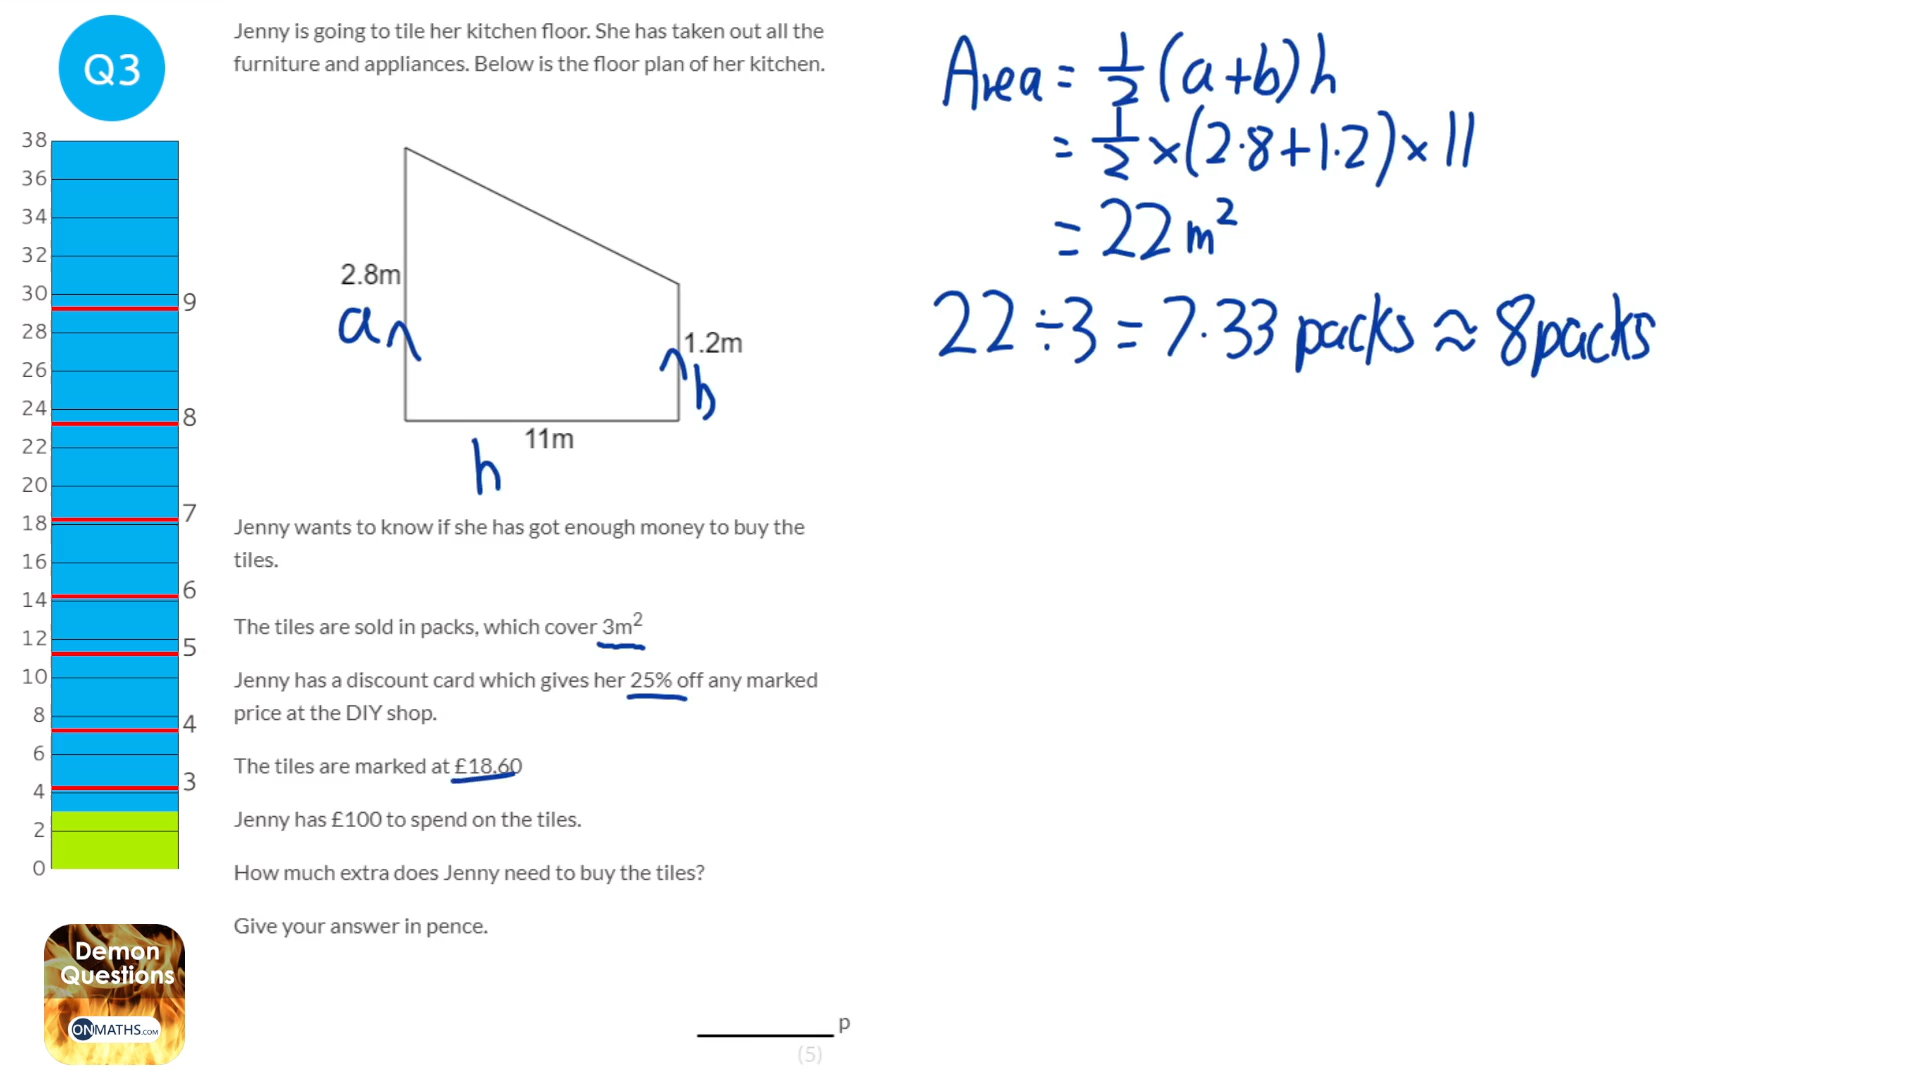 Q3
Jenny is going to tile her kitchen floor. She has taken out all the
furniture and appliances. Below is the floor plan of her kitchen.
2.8m
a
1.2m
b
11m
h
Jenny wants to know if she has got enough money to buy the
tiles.
The tiles are sold in packs, which cover 3m²
Jenny has a discount card which gives her 25% off any marked
price at the DIY shop.
The tiles are marked at £18.60
Jenny has £100 to spend on the tiles.
How much extra does Jenny need to buy the tiles?
Give your answer in pence.
p
(5)
Area = 1/2 (a+b) h
= 1/2 × (2·8+1·2) × 11
= 22 m²
22 ÷ 3 = 7.33 packs ≈ 8 packs
38
36
34
32
30
28
26
24
22
20
18
16
14
12
10
8
6
4
2
0
9
8
7
6
5
4
3
Demon
Questions
ONMATHS.COM